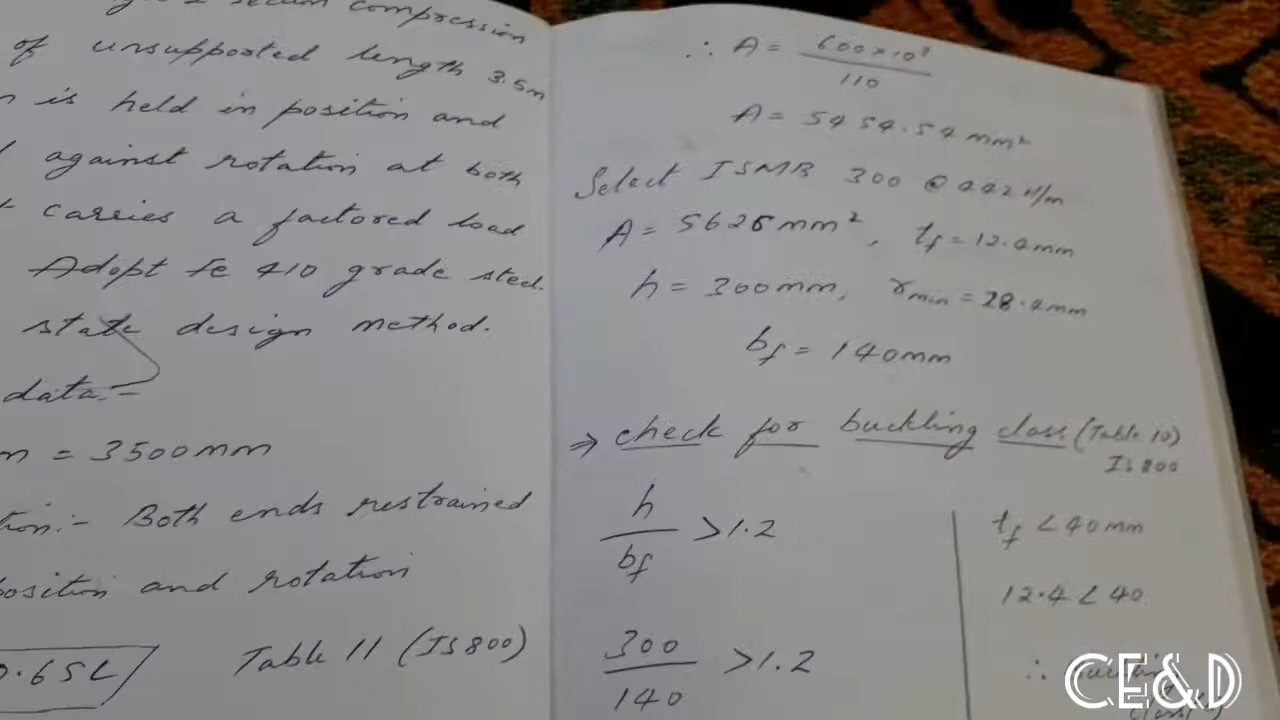 section compression
of unsupported length 3.5m
is held in position and
against rotation at both
carries a factored load
Adopt Fe 410 grade steel.
state design method.
data:-
m = 3500mm
Both ends restrained
position and rotation
0.65L Table 11 (IS800)
∴ A = 600×10³ / 110
A = 5454.54 mm²
Select ISMB 300 @ 442 N/m
A = 5626 mm², tf = 12.4mm
h = 300mm, rmin = 28.4mm
bf = 140mm
⇒ check for buckling class (Table 10)
IS 800
h / bf > 1.2
300 / 140 > 1.2
tf < 40mm
12.4 < 40
∴
CE&D